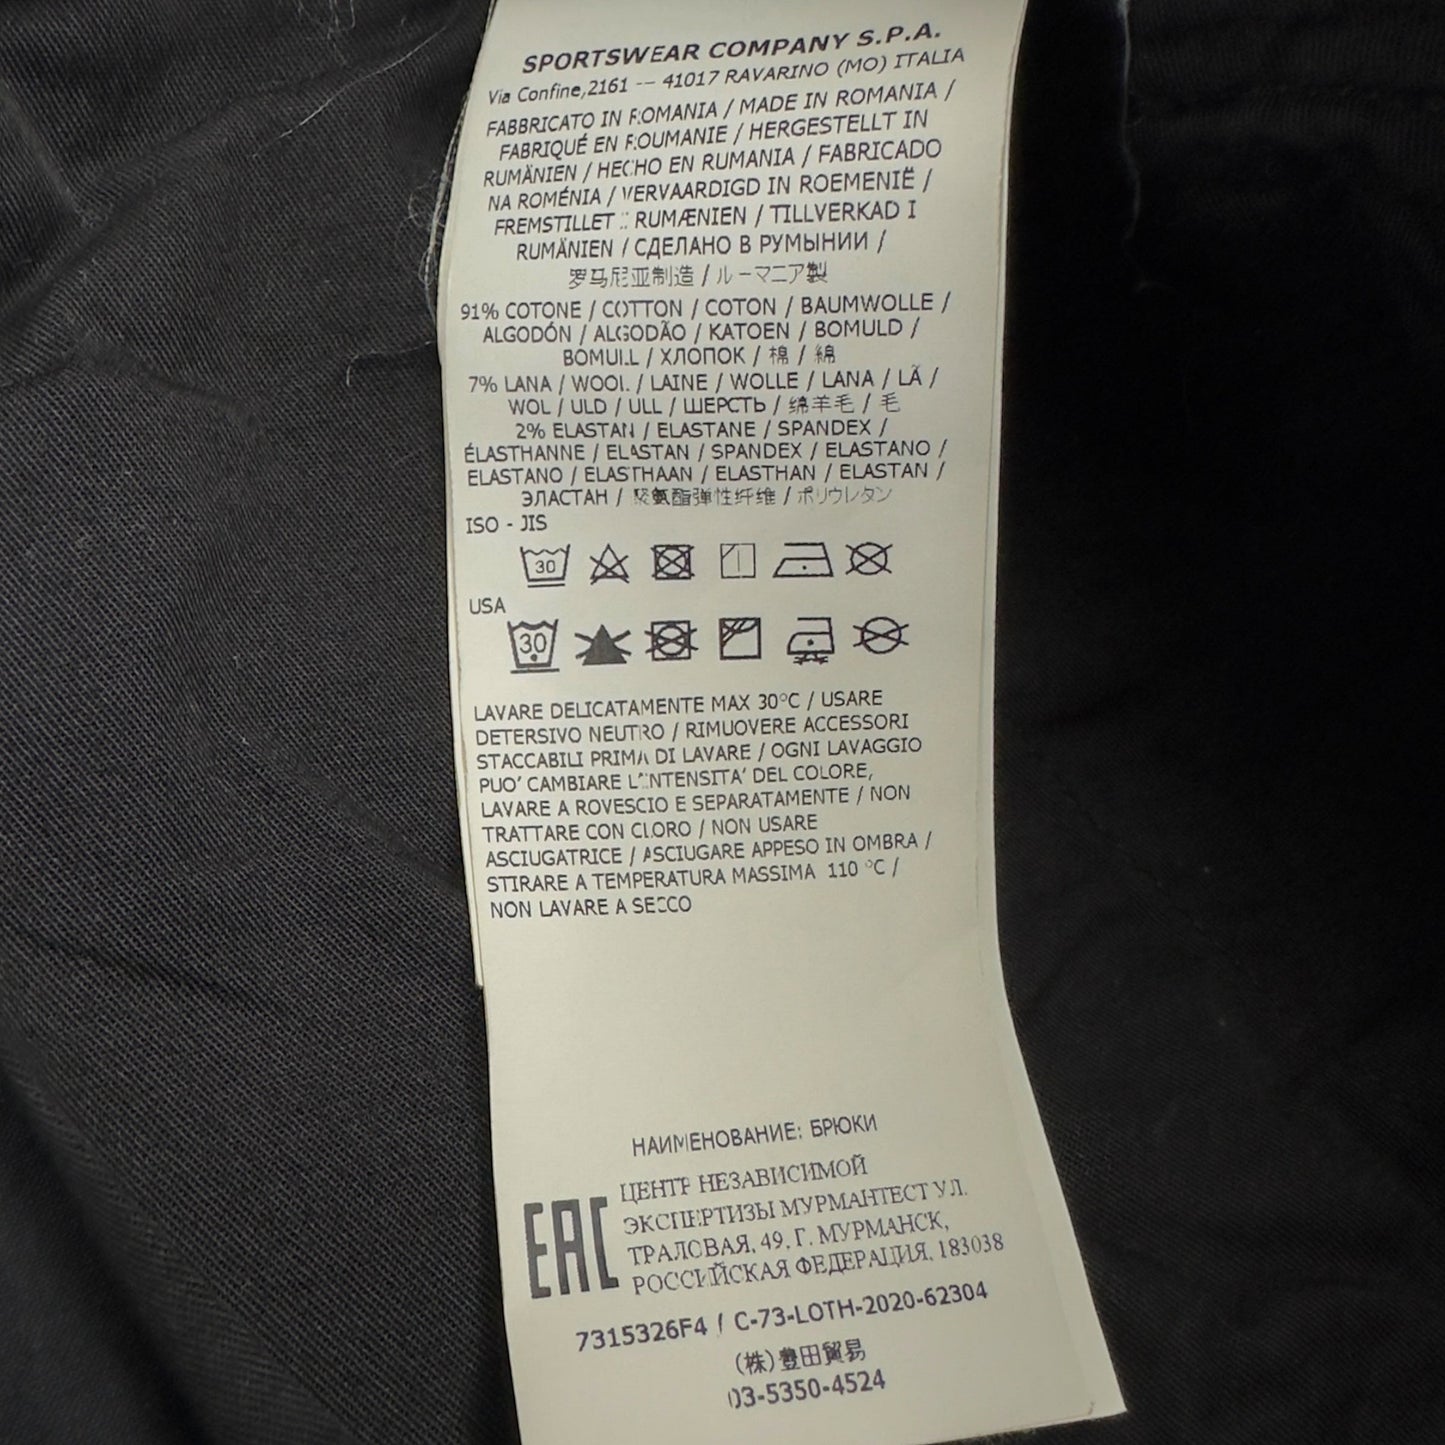 SPORTSWEAR COMPANY S.P.A.
Via Confine,2161 -- 41017 RAVARINO (MO) ITALIA
FABBRICATO IN ROMANIA / MADE IN ROMANIA /
FABRIQUÉ EN ROUMANIE / HERGESTELLT IN
RUMÄNIEN / HECHO EN RUMANIA / FABRICADO
NA ROMÉNIA / VERVAARDIGD IN ROEMENIË /
FREMSTILLET I RUMÆNIEN / TILLVERKAD I
RUMÄNIEN / СДЕЛАНО В РУМЫНИИ /
罗马尼亚制造 / ルーマニア製
91% COTONE / COTTON / COTON / BAUMWOLLE /
ALGODÓN / ALGODÃO / KATOEN / BOMULD /
BOMULL / ХЛОПОК / 棉 / 綿
7% LANA / WOOL / LAINE / WOLLE / LANA / LÃ /
WOL / ULD / ULL / ШЕРСТЬ / 绵羊毛 / 毛
2% ELASTAN / ELASTANE / SPANDEX /
ÉLASTHANNE / ELASTAN / SPANDEX / ELASTANO /
ELASTANO / ELASTHAAN / ELASTHAN / ELASTAN /
ЭЛАСТАН / 聚氨酯弹性纤维 / ポリウレタン
ISO - JIS
30
USA
30
LAVARE DELICATAMENTE MAX 30°C / USARE
DETERSIVO NEUTRO / RIMUOVERE ACCESSORI
STACCABILI PRIMA DI LAVARE / OGNI LAVAGGIO
PUO' CAMBIARE L'INTENSITA' DEL COLORE,
LAVARE A ROVESCIO E SEPARATAMENTE / NON
TRATTARE CON CLORO / NON USARE
ASCIUGATRICE / ASCIUGARE APPESO IN OMBRA /
STIRARE A TEMPERATURA MASSIMA 110 °C /
NON LAVARE A SECCO
НАИМЕНОВАНИЕ: БРЮКИ
ЦЕНТР НЕЗАВИСИМОЙ
ЭКСПЕРТИЗЫ МУРМАНТЕСТ УЛ.
ТРАЛОВАЯ, 49, Г. МУРМАНСК,
РОССИЙСКАЯ ФЕДЕРАЦИЯ, 183038
EAC
7315326F4 / C-73-LOTH-2020-62304
(株)豊田貿易
03-5350-4524